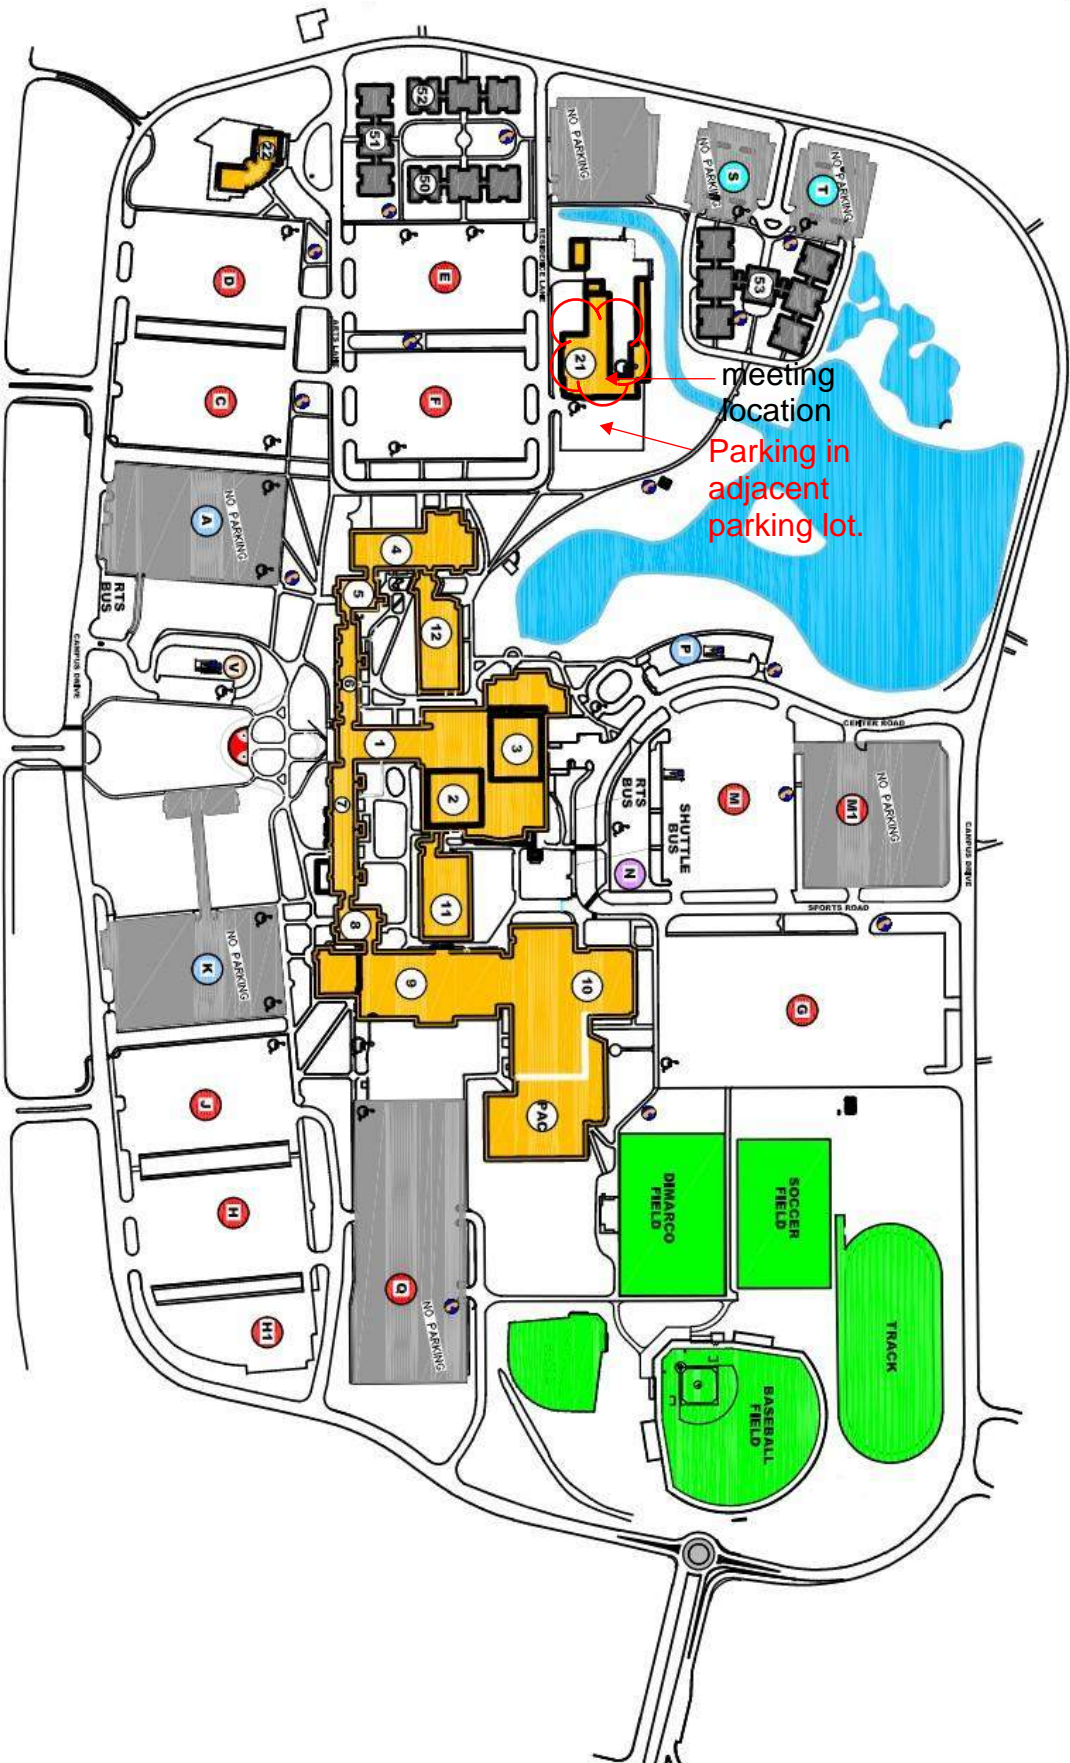 52
51
50
22
NO PARKING
NO PARKING
S
NO PARKING
T
53
D
E
RESIDENCE LANE
ARTS LANE
21
C
F
meeting
location
Parking in
adjacent
parking lot.
A
NO PARKING
RTS
BUS
4
5
12
CAMPUS DRIVE
V
6
P
1
3
CENTER ROAD
2
7
RTS
BUS
SHUTTLE
BUS
M
M1
NO PARKING
CAMPUS DRIVE
N
11
8
SPORTS ROAD
K
NO PARKING
9
10
G
J
PAC
H
H1
Q
NO PARKING
DIMARCO
FIELD
SOCCER
FIELD
TRACK
BASEBALL
FIELD